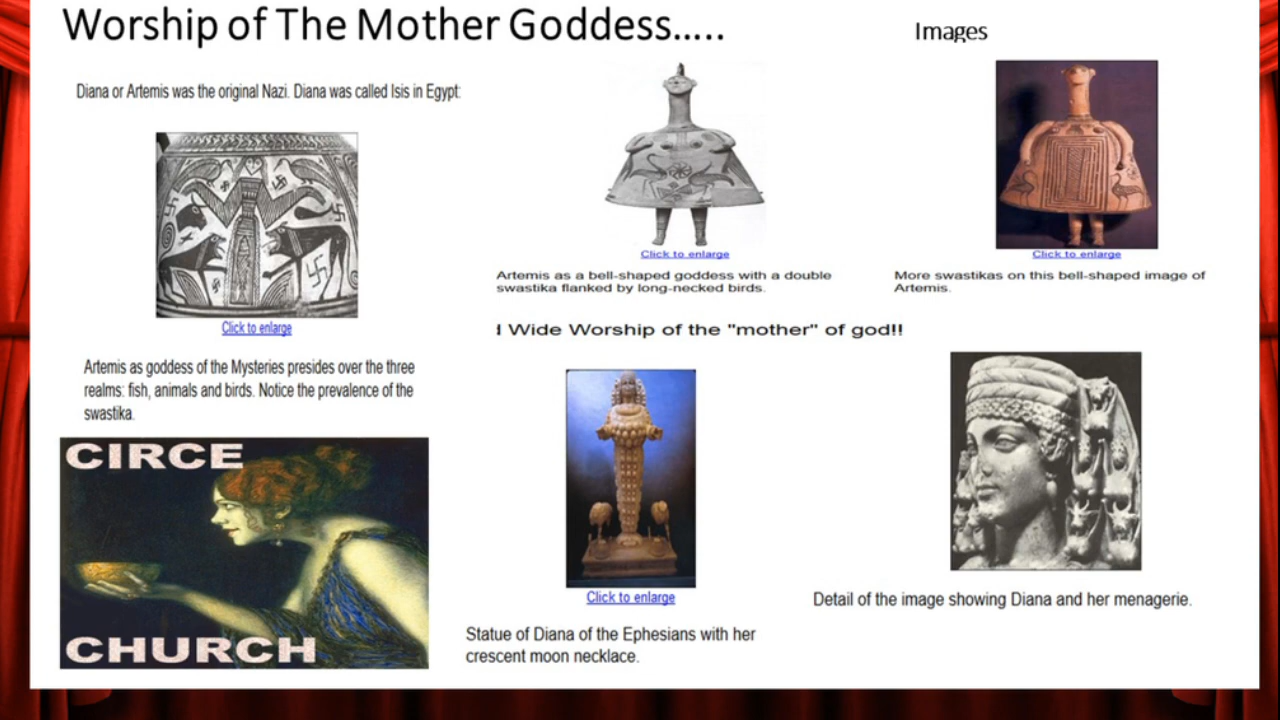 Worship of The Mother Goddess.....
Images
Diana or Artemis was the original Nazi. Diana was called Isis in Egypt:
Click to enlarge
Click to enlarge
Click to enlarge
Artemis as a bell-shaped goddess with a double
swastika flanked by long-necked birds.
More swastikas on this bell-shaped image of
Artemis.
Wide Worship of the "mother" of god!!
Artemis as goddess of the Mysteries presides over the three
realms: fish, animals and birds. Notice the prevalence of the
swastika.
CIRCE
CHURCH
Click to enlarge
Statue of Diana of the Ephesians with her
crescent moon necklace.
Detail of the image showing Diana and her menagerie.